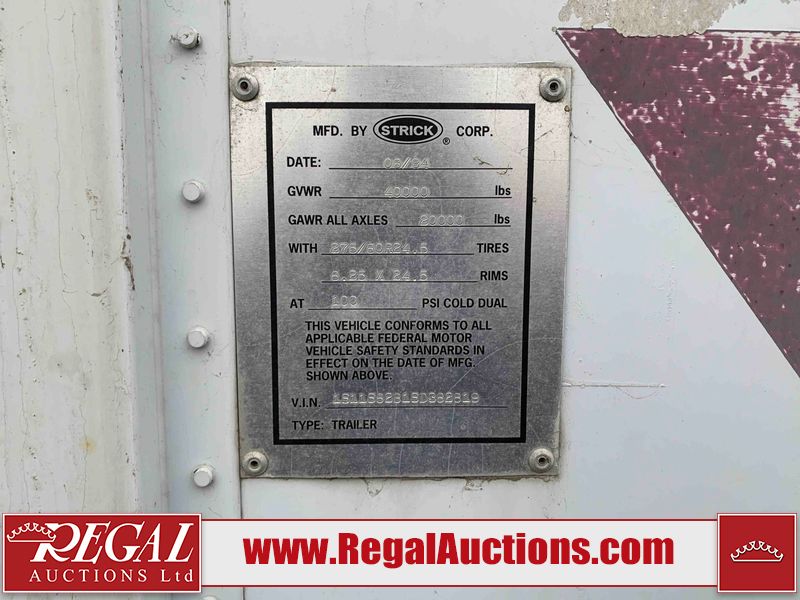 MFD. BY STRICK® CORP.
DATE: 06/94
GVWR 40000 lbs
GAWR ALL AXLES 20000 lbs
WITH 275/80R24.5 TIRES
8.25 X 24.5 RIMS
AT 100 PSI COLD DUAL
THIS VEHICLE CONFORMS TO ALL
APPLICABLE FEDERAL MOTOR
VEHICLE SAFETY STANDARDS IN
EFFECT ON THE DATE OF MFG.
SHOWN ABOVE.
V.I.N.
TYPE: TRAILER
REGAL
AUCTIONS Ltd
www.RegalAuctions.com